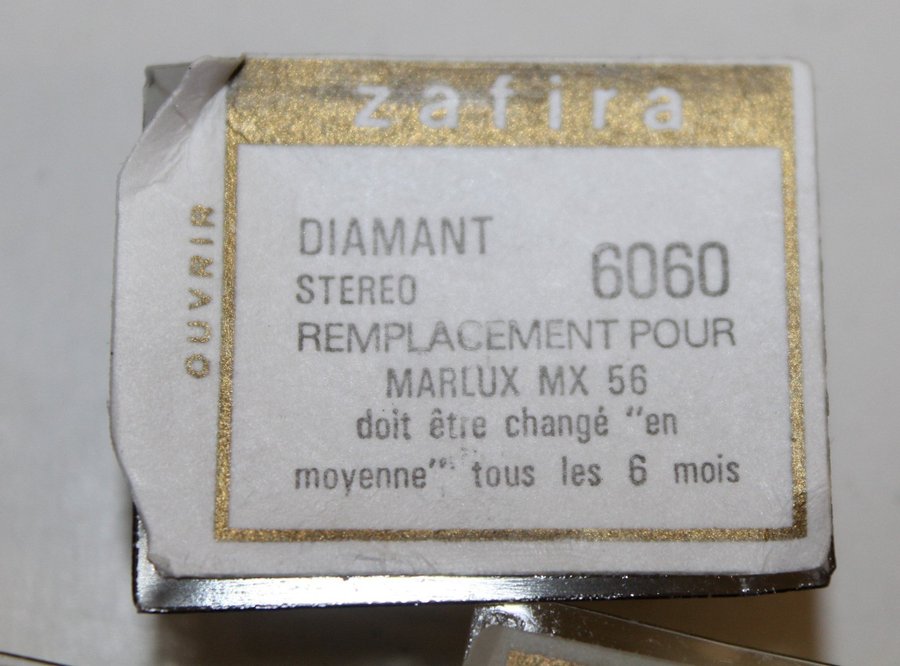 zafira
OUVRIR
DIAMANT
STEREO
6060
REMPLACEMENT POUR
MARLUX MX 56
doit être changé "en
moyenne" tous les 6 mois